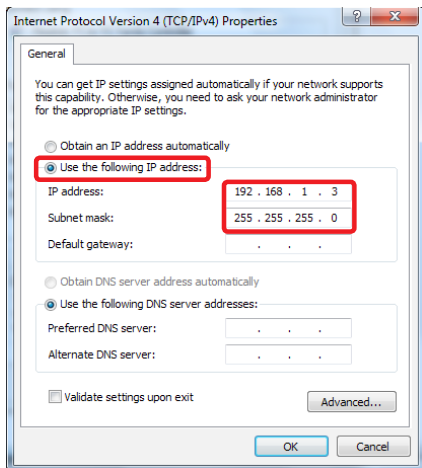 Internet Protocol Version 4 (TCP/IPv4) Properties
General
You can get IP settings assigned automatically if your network supports
this capability. Otherwise, you need to ask your network administrator
for the appropriate IP settings.
Obtain an IP address automatically
Use the following IP address:
IP address: 192 . 168 . 1 . 3
Subnet mask: 255 . 255 . 255 . 0
Default gateway: . . .
Obtain DNS server address automatically
Use the following DNS server addresses:
Preferred DNS server: . . .
Alternate DNS server: . . .
Validate settings upon exit
Advanced...
OK Cancel